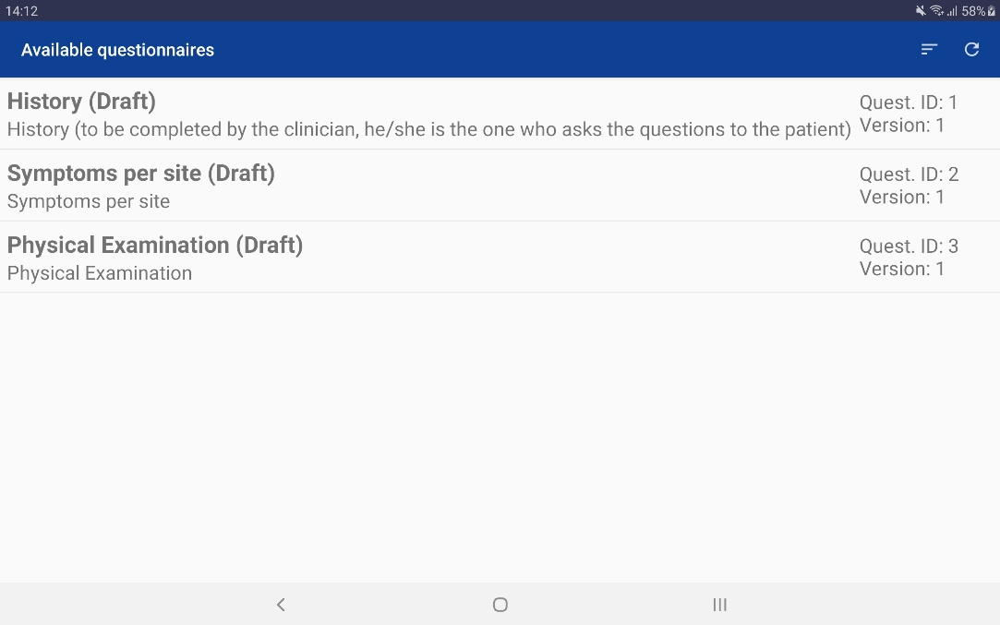 14:12
58%
Available questionnaires
History (Draft)
History (to be completed by the clinician, he/she is the one who asks the questions to the patient)
Quest. ID: 1
Version: 1
Symptoms per site (Draft)
Symptoms per site
Quest. ID: 2
Version: 1
Physical Examination (Draft)
Physical Examination
Quest. ID: 3
Version: 1